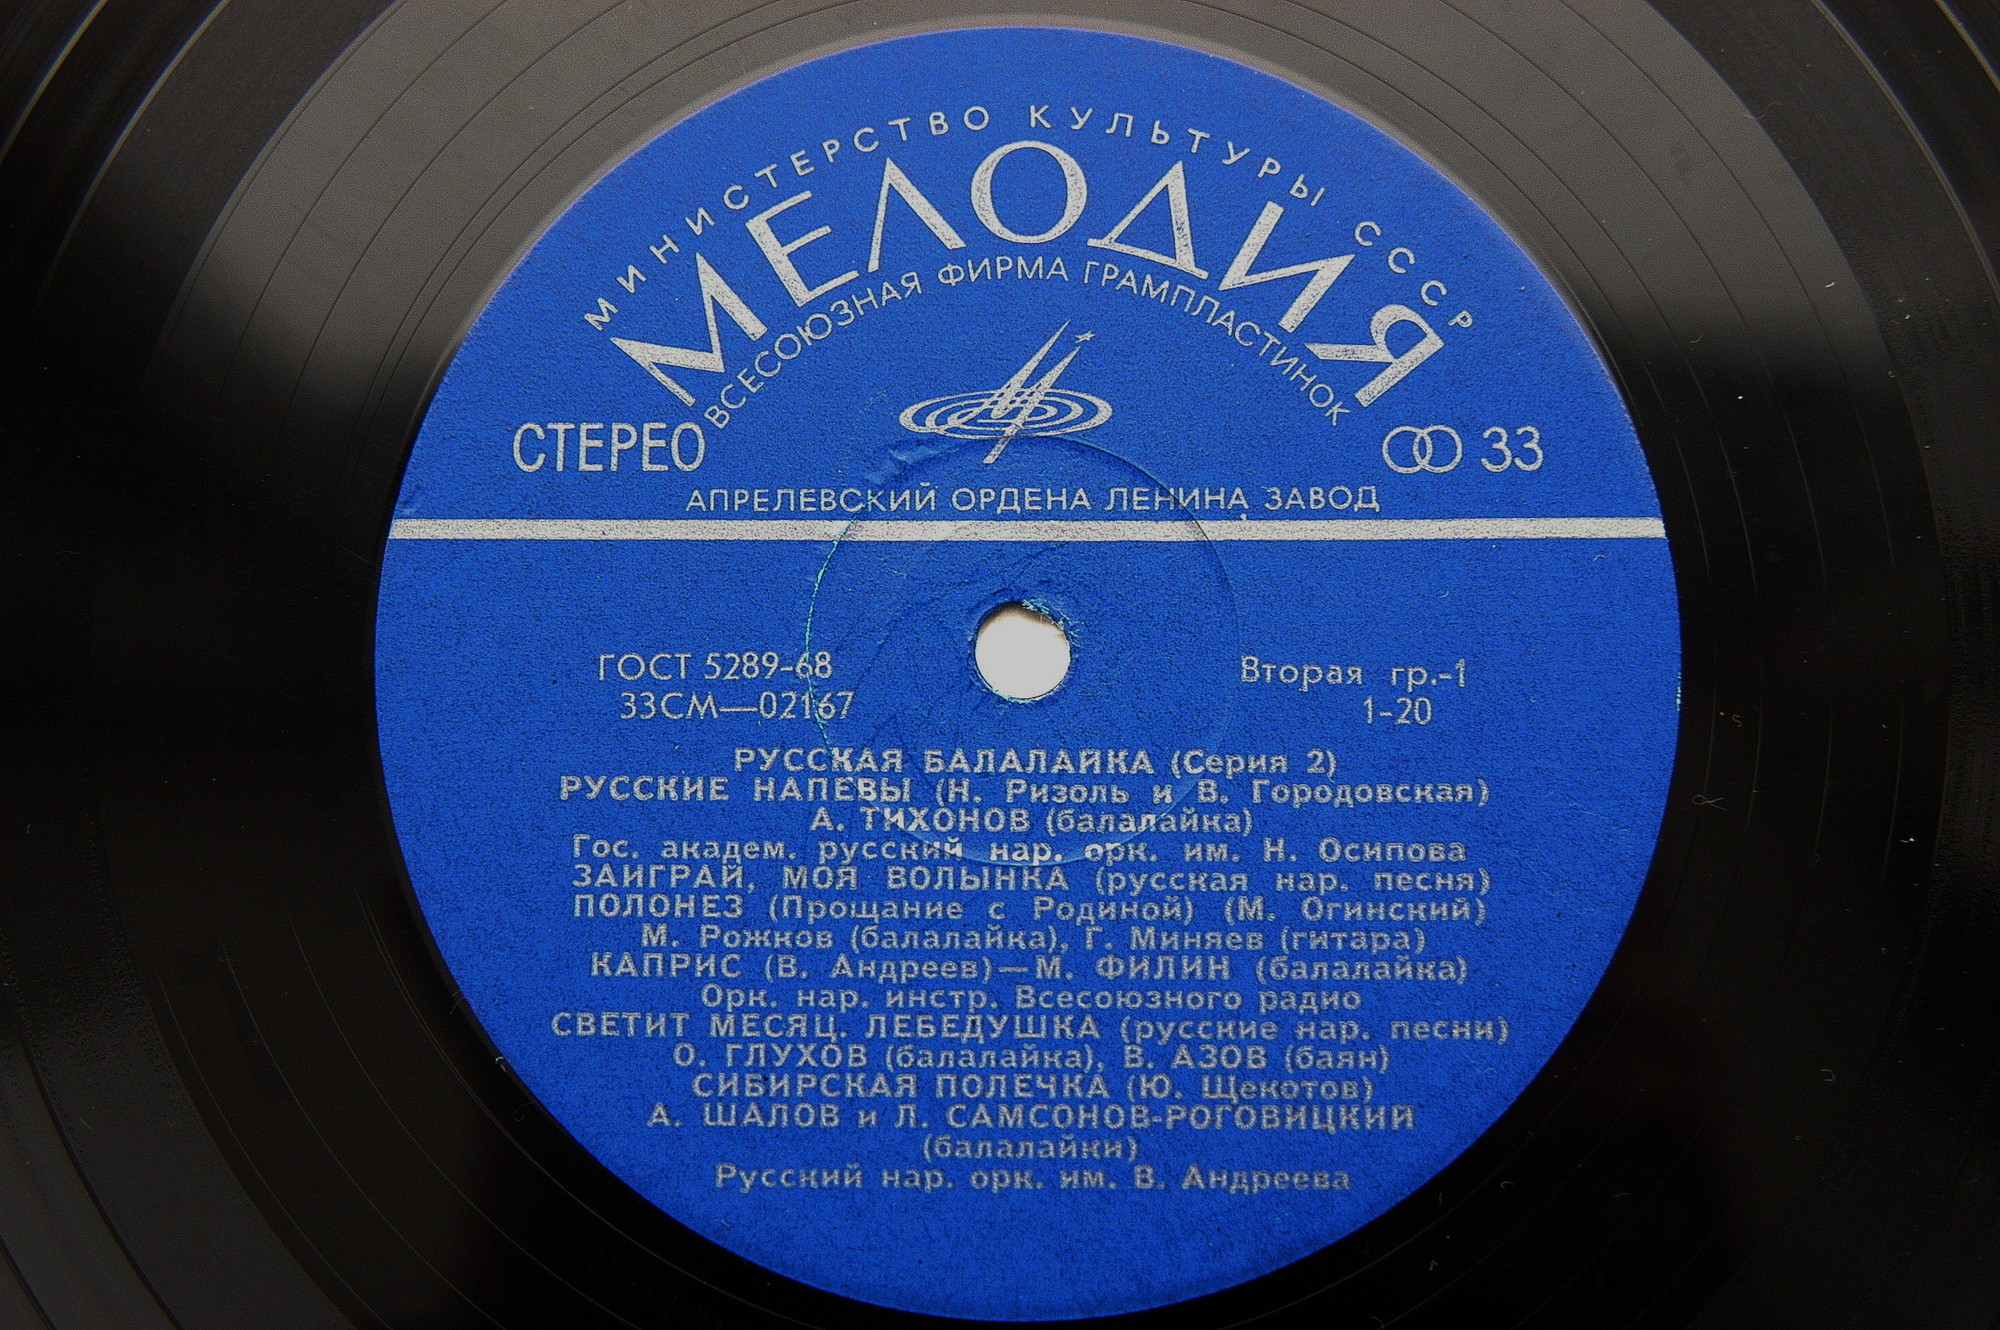 МИНИСТЕРСТВО КУЛЬТУРЫ СССР
МЕЛОДИЯ
ВСЕСОЮЗНАЯ ФИРМА ГРАМПЛАСТИНОК
СТЕРЕО
33
АПРЕЛЕВСКИЙ ОРДЕНА ЛЕНИНА ЗАВОД
ГОСТ 5289-68
Вторая гр.-1
33СМ—02167
1-20
РУССКАЯ БАЛАЛАЙКА (Серия 2)
РУССКИЕ НАПЕВЫ (Н. Ризоль и В. Городовская)
А. ТИХОНОВ (балалайка)
Гос. академ. русский нар. орк. им. Н. Осипова
ЗАИГРАЙ, МОЯ ВОЛЫНКА (русская нар. песня)
ПОЛОНЕЗ (Прощание с Родиной) (М. Огинский)
М. Рожков (балалайка), Г. Миняев (гитара)
КАПРИС (В. Андреев)—М. ФИЛИН (балалайка)
Орк. нар. инстр. Всесоюзного радио
СВЕТИТ МЕСЯЦ. ЛЕБЕДУШКА (русские нар. песни)
О. ГЛУХОВ (балалайка), В. АЗОВ (баян)
СИБИРСКАЯ ПОЛЕЧКА (Ю. Щекотов)
А. ШАЛОВ и Л. САМСОНОВ-РОГОВИЦКИЙ
(балалайки)
Русский нар. орк. им. В. Андреева